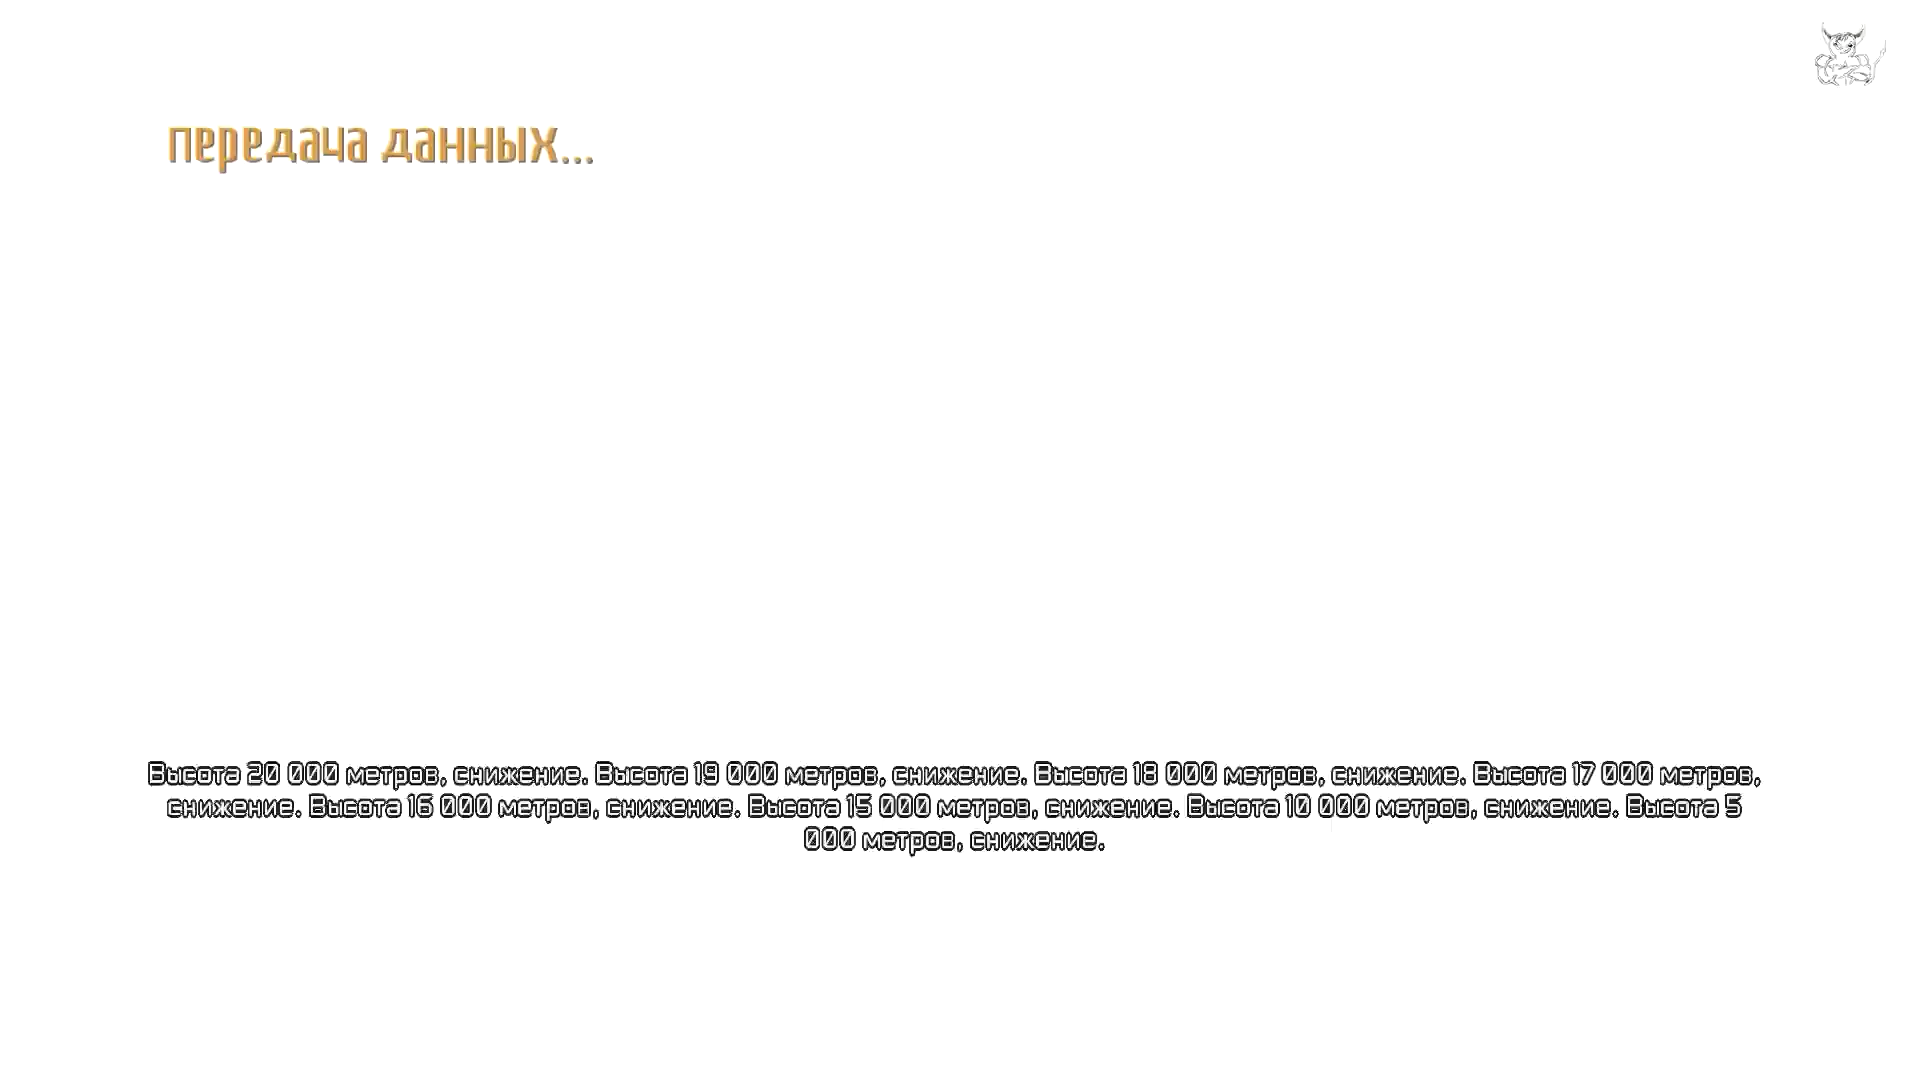 передача данных...
Высота 20 000 метров, снижение. Высота 19 000 метров, снижение. Высота 18 000 метров, снижение. Высота 17 000 метров,
снижение. Высота 16 000 метров, снижение. Высота 15 000 метров, снижение. Высота 10 000 метров, снижение. Высота 5
000 метров, снижение.